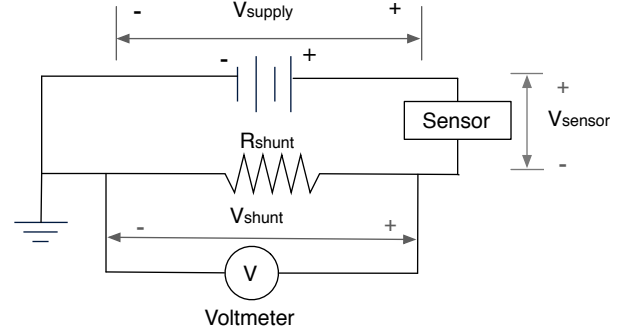 - Vsupply +
- +
Sensor
+
Vsensor
-
Rshunt
Vshunt
- +
V
Voltmeter